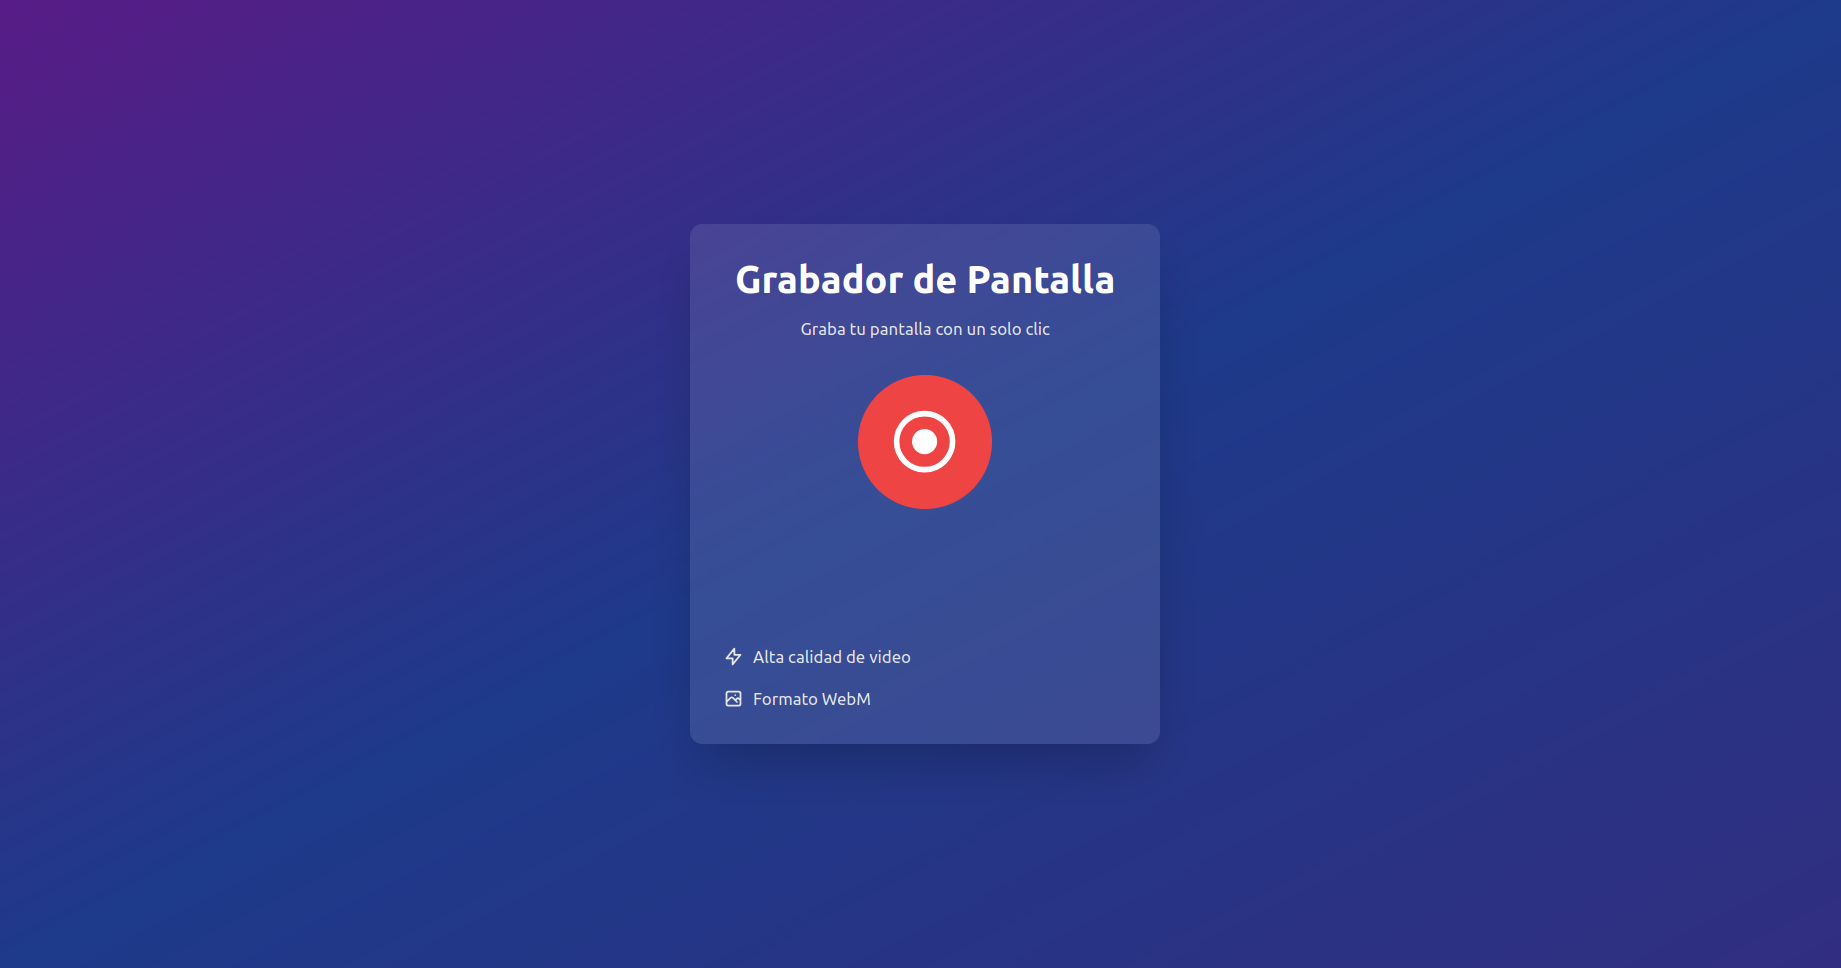 Grabador de Pantalla
Graba tu pantalla con un solo clic
Alta calidad de video
Formato WebM